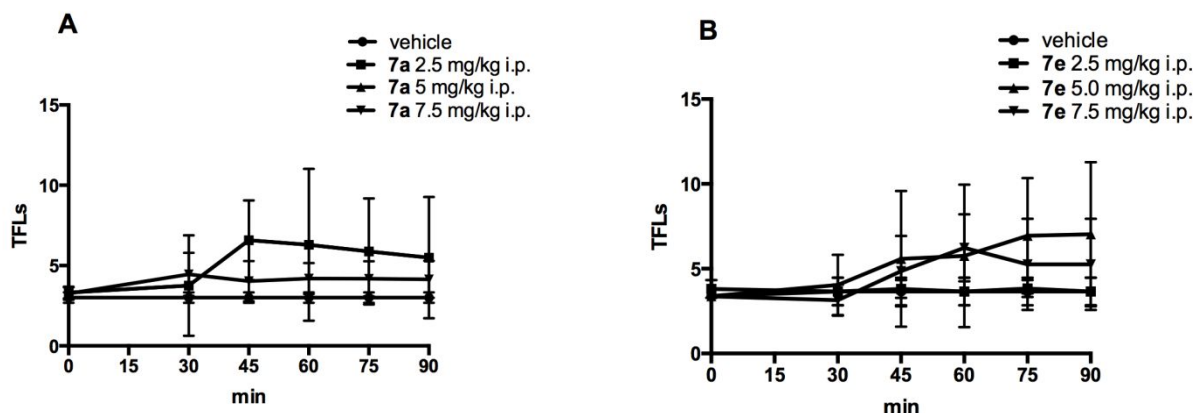 A
vehicle
7a 2.5 mg/kg i.p.
7a 5 mg/kg i.p.
7a 7.5 mg/kg i.p.
15
10
5
0
TFLs
0 15 30 45 60 75 90
min
B
vehicle
7e 2.5 mg/kg i.p.
7e 5.0 mg/kg i.p.
7e 7.5 mg/kg i.p.
15
10
5
0
TFLs
0 15 30 45 60 75 90
min